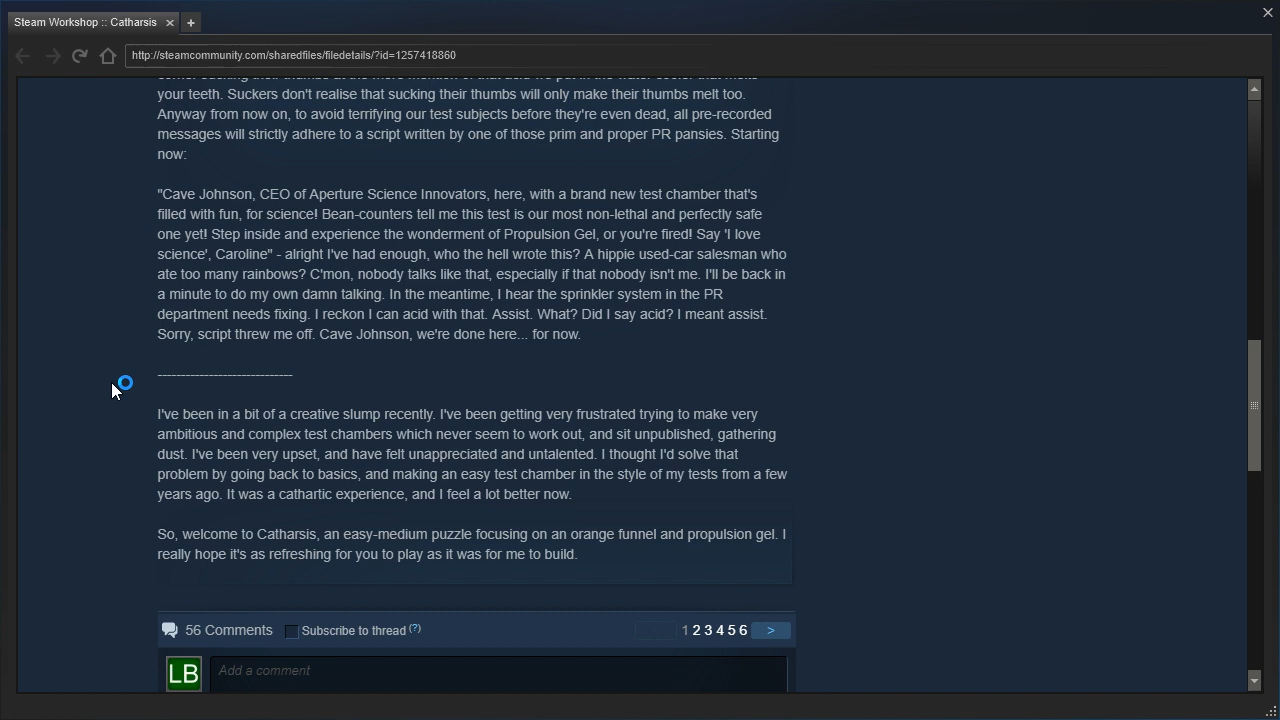 Steam Workshop :: Catharsis
http://steamcommunity.com/sharedfiles/filedetails/?id=1257418860
your teeth. Suckers don't realise that sucking their thumbs will only make their thumbs melt too.
Anyway from now on, to avoid terrifying our test subjects before they're even dead, all pre-recorded
messages will strictly adhere to a script written by one of those prim and proper PR pansies. Starting
now:
"Cave Johnson, CEO of Aperture Science Innovators, here, with a brand new test chamber that's
filled with fun, for science! Bean-counters tell me this test is our most non-lethal and perfectly safe
one yet! Step inside and experience the wonderment of Propulsion Gel, or you're fired! Say 'I love
science', Caroline" - alright I've had enough, who the hell wrote this? A hippie used-car salesman who
ate too many rainbows? C'mon, nobody talks like that, especially if that nobody isn't me. I'll be back in
a minute to do my own damn talking. In the meantime, I hear the sprinkler system in the PR
department needs fixing. I reckon I can acid with that. Assist. What? Did I say acid? I meant assist.
Sorry, script threw me off. Cave Johnson, we're done here... for now.
-----------------------------
I've been in a bit of a creative slump recently. I've been getting very frustrated trying to make very
ambitious and complex test chambers which never seem to work out, and sit unpublished, gathering
dust. I've been very upset, and have felt unappreciated and untalented. I thought I'd solve that
problem by going back to basics, and making an easy test chamber in the style of my tests from a few
years ago. It was a cathartic experience, and I feel a lot better now.
So, welcome to Catharsis, an easy-medium puzzle focusing on an orange funnel and propulsion gel. I
really hope it's as refreshing for you to play as it was for me to build.
56 Comments Subscribe to thread (?) 1 2 3 4 5 6 >
LB Add a comment